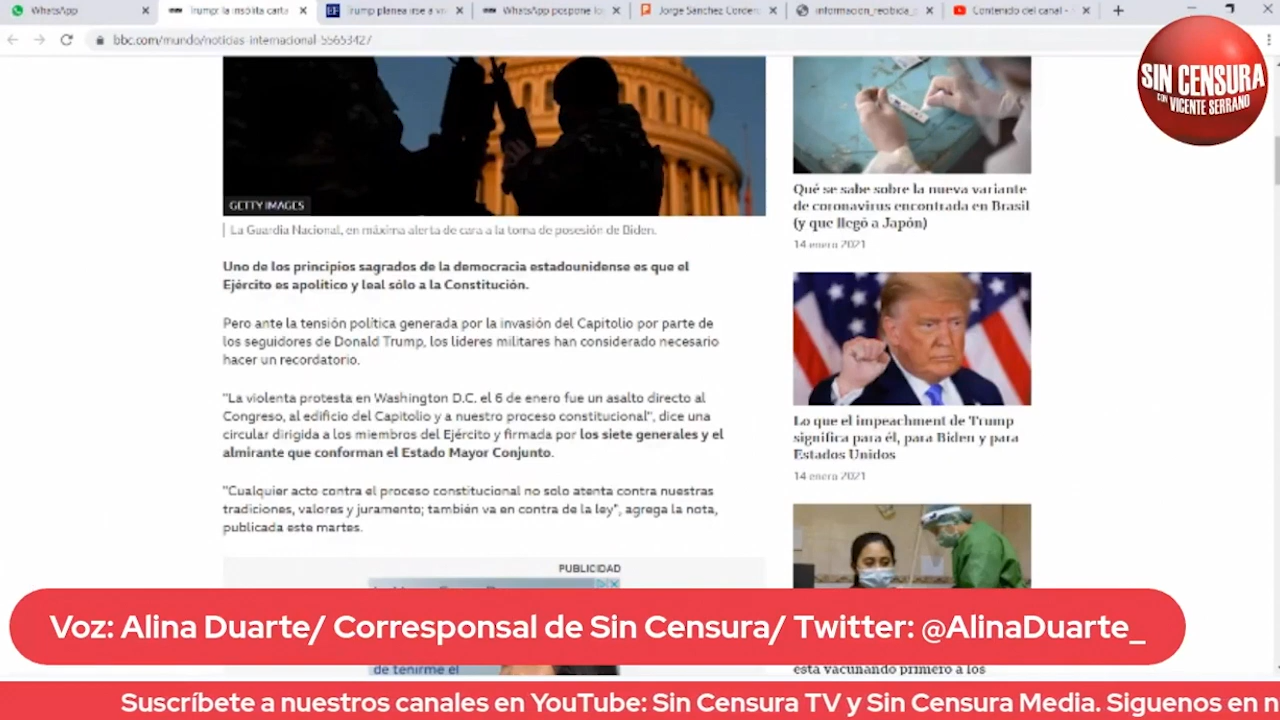 WhatsApp
Trump: la insólita carta
Trump planea irse a
WhatsApp pospone
Jorge Sánchez Corder
Contenido del canal -
bbc.com/mundo/noticias-internacional-55653427
SIN CENSURA
CON VICENTE SERRANO
GETTY IMAGES
La Guardia Nacional, en máxima alerta de cara a la toma de posesión de Biden.
Uno de los principios sagrados de la democracia estadounidense es que el
Ejército es apolítico y leal sólo a la Constitución.
Pero ante la tensión política generada por la invasión del Capitolio por parte de
los seguidores de Donald Trump, los líderes militares han considerado necesario
hacer un recordatorio.
"La violenta protesta en Washington D.C. el 6 de enero fue un asalto directo al
Congreso, al edificio del Capitolio y a nuestro proceso constitucional", dice una
circular dirigida a los miembros del Ejército y firmada por los siete generales y el
almirante que conforman el Estado Mayor Conjunto.
"Cualquier acto contra el proceso constitucional no solo atenta contra nuestras
tradiciones, valores y juramento; también va en contra de la ley", agrega la nota,
publicada este martes.
PUBLICIDAD
de tenirme el
Qué se sabe sobre la nueva variante
de coronavirus encontrada en Brasil
(y que llegó a Japón)
14 enero 2021
Lo que el impeachment de Trump
significa para él, para Biden y para
Estados Unidos
14 enero 2021
está vacunando primero a los
Voz: Alina Duarte/ Corresponsal de Sin Censura/ Twitter: @AlinaDuarte_
Suscríbete a nuestros canales en YouTube: Sin Censura TV y Sin Censura Media. Siguenos en n